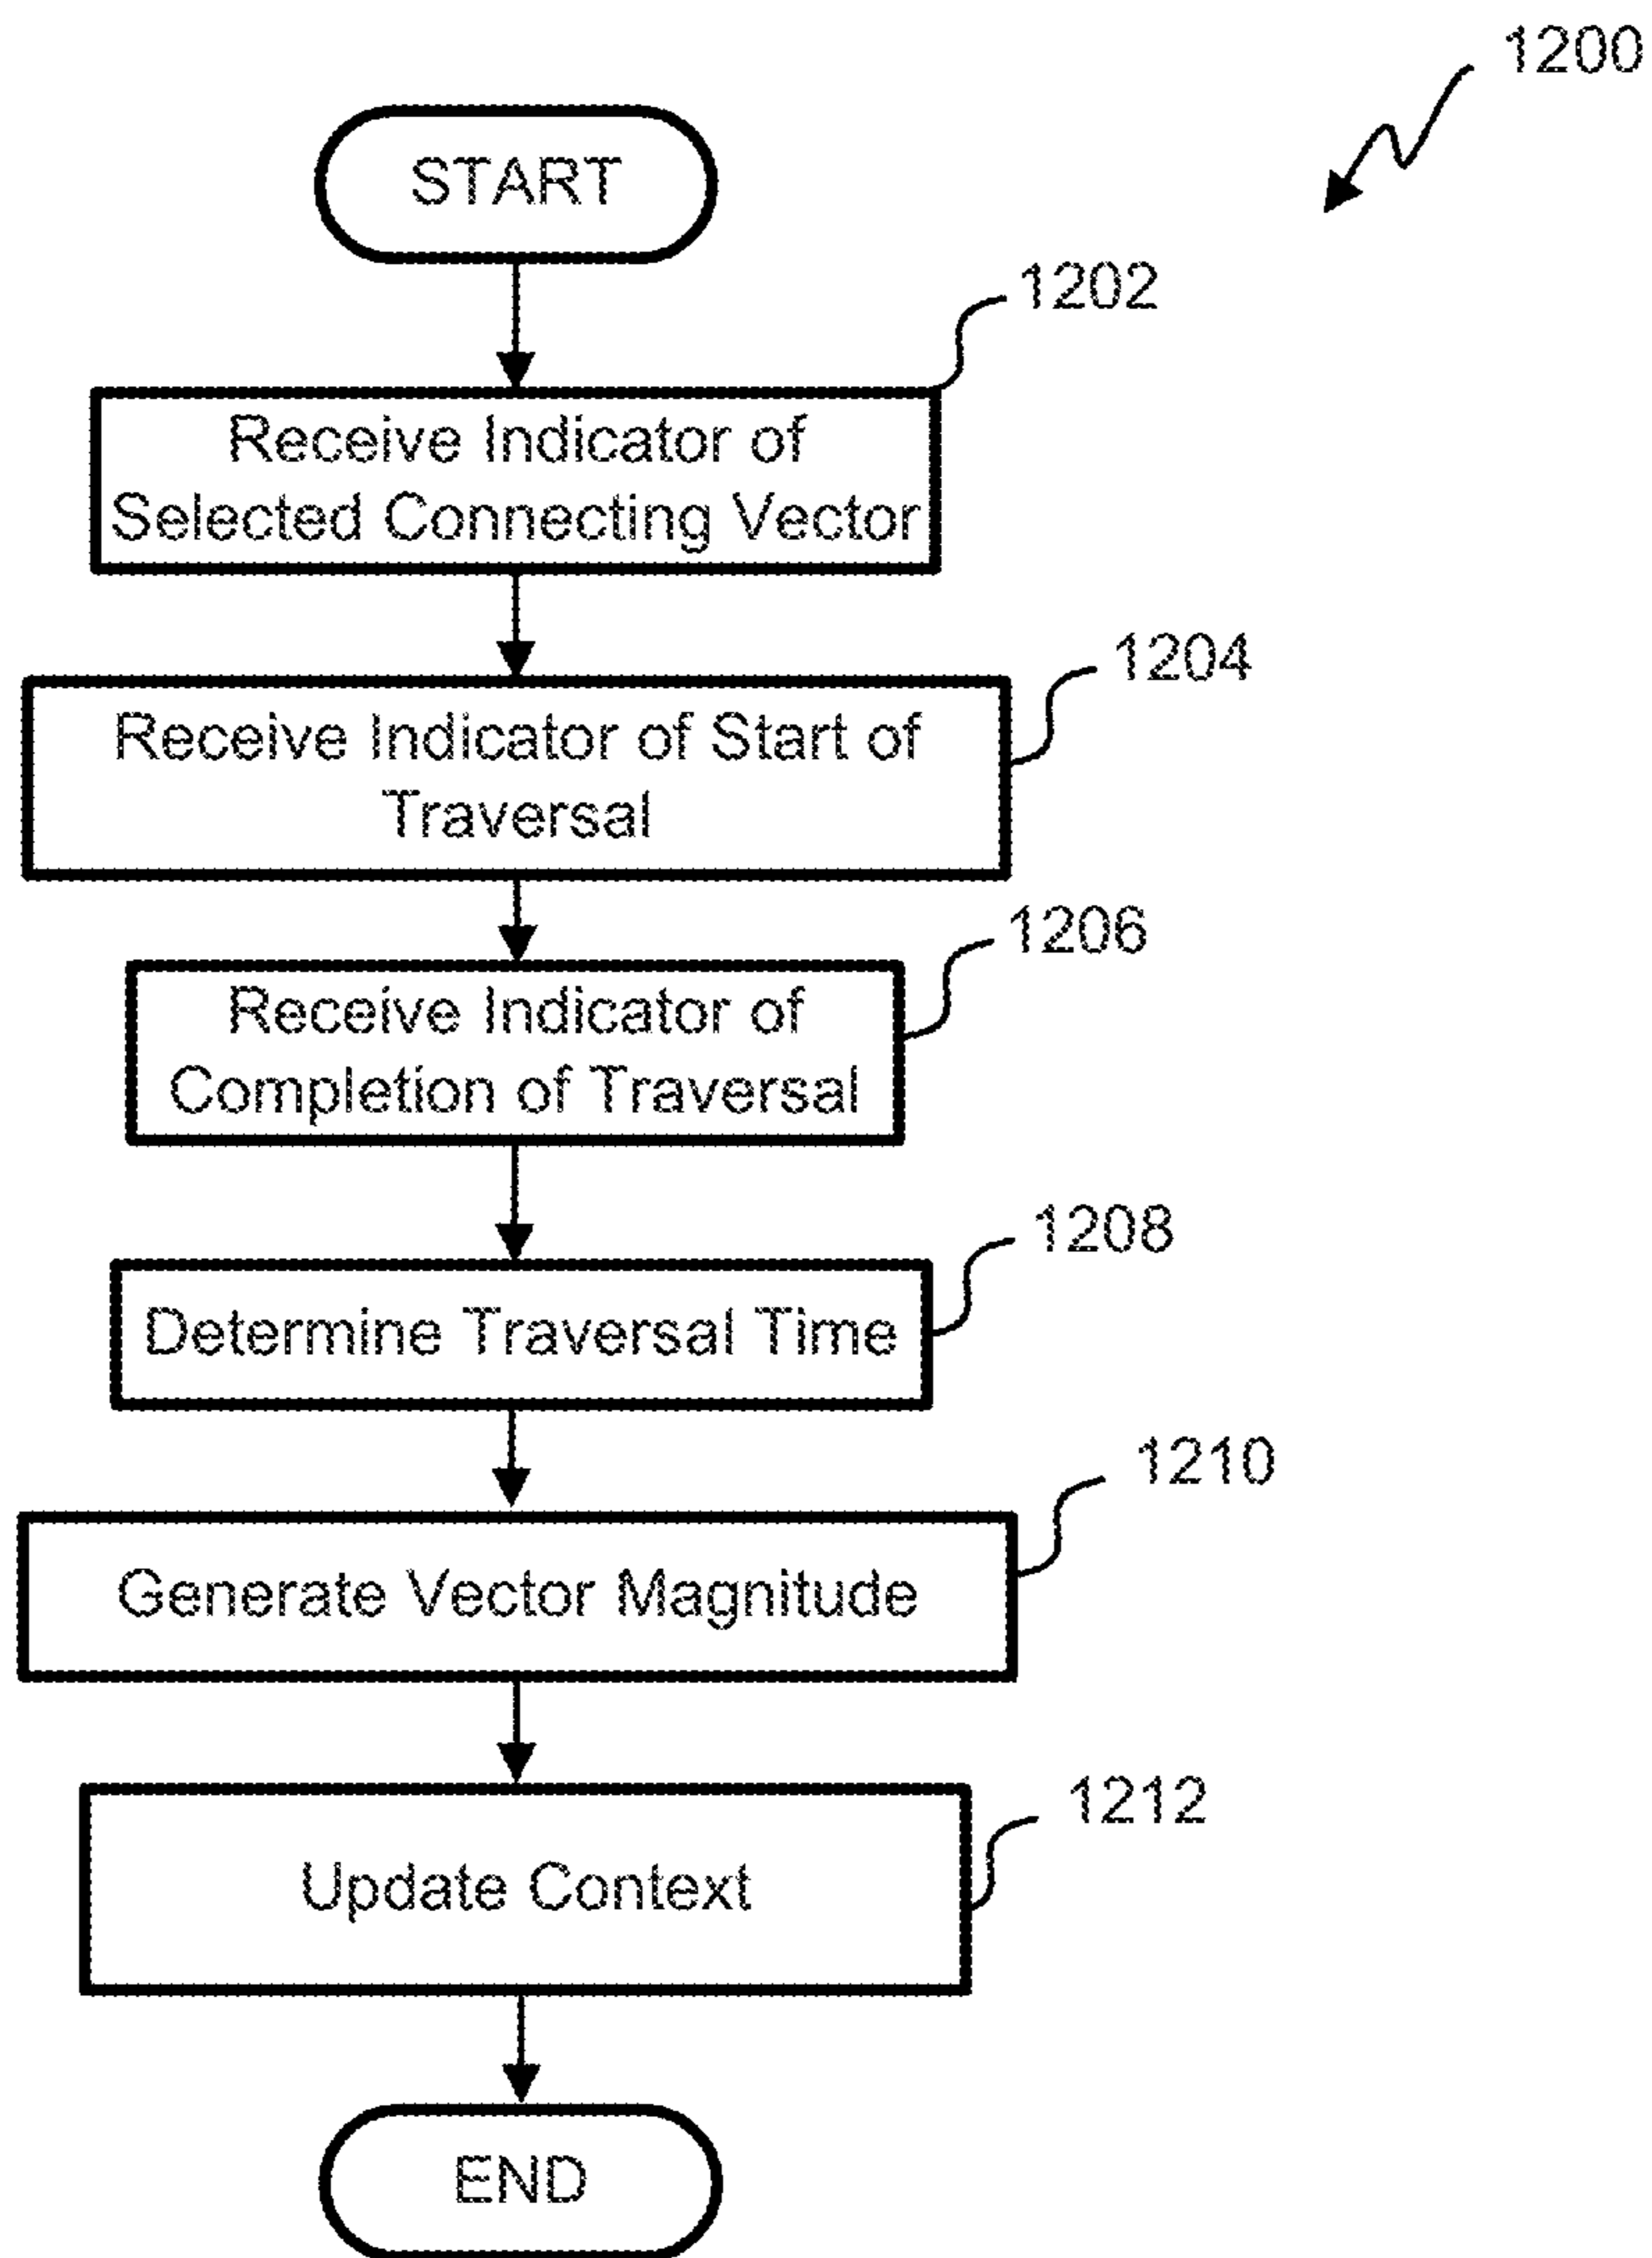 1200
START
1202
Receive Indicator of
Selected Connecting Vector
1204
Receive Indicator of Start of
Traversal
1206
Receive Indicator of
Completion of Traversal
1208
Determine Traversal Time
1210
Generate Vector Magnitude
1212
Update Context
END